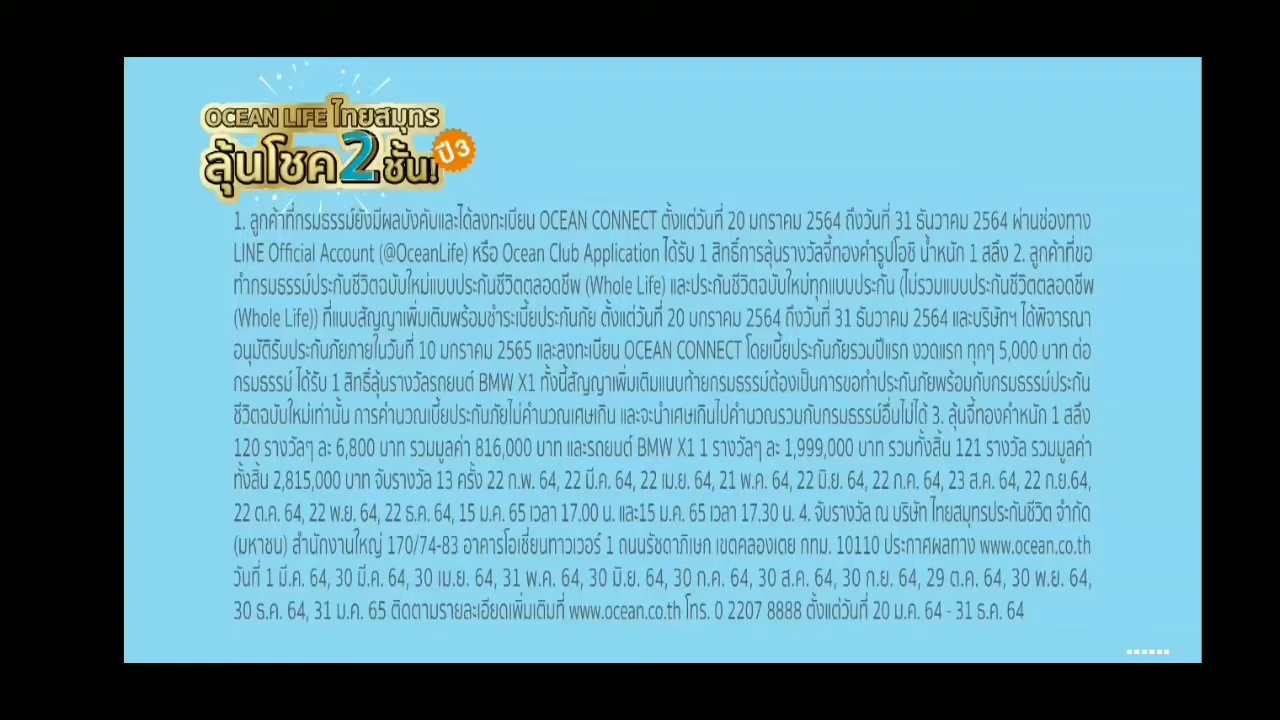 OCEAN LIFE ไทยสมุทร
ลุ้นโชค 2 ชั้น! ปี 3
1. ลูกค้าที่กรมธรรม์ยังมีผลบังคับและได้ลงทะเบียน OCEAN CONNECT ตั้งแต่วันที่ 20 มกราคม 2564 ถึงวันที่ 31 ธันวาคม 2564 ผ่านช่องทาง
LINE Official Account (@OceanLife) หรือ Ocean Club Application ได้รับ 1 สิทธิ์การลุ้นรางวัลจี้ทองคำรูปโอชิ น้ำหนัก 1 สลึง 2. ลูกค้าที่ขอ
ทำกรมธรรม์ประกันชีวิตฉบับใหม่แบบประกันชีวิตตลอดชีพ (Whole Life) และประกันชีวิตฉบับใหม่ทุกแบบประกัน (ไม่รวมแบบประกันชีวิตตลอดชีพ
(Whole Life)) ที่แนบสัญญาเพิ่มเติมพร้อมชำระเบี้ยประกันภัย ตั้งแต่วันที่ 20 มกราคม 2564 ถึงวันที่ 31 ธันวาคม 2564 และบริษัทฯ ได้พิจารณา
อนุมัติรับประกันภัยภายในวันที่ 10 มกราคม 2565 และลงทะเบียน OCEAN CONNECT โดยเบี้ยประกันภัยรวมปีแรก งวดแรก ทุกๆ 5,000 บาท ต่อ
กรมธรรม์ ได้รับ 1 สิทธิ์ลุ้นรางวัลรถยนต์ BMW X1 ทั้งนี้สัญญาเพิ่มเติมแนบท้ายกรมธรรม์ต้องเป็นการขอทำประกันภัยพร้อมกับกรมธรรม์ประกัน
ชีวิตฉบับใหม่เท่านั้น การคำนวณเบี้ยประกันภัยไม่คำนวณเศษเกิน และจะนำเศษเกินไปคำนวณรวมกับกรมธรรม์อื่นไม่ได้ 3. ลุ้นจี้ทองคำหนัก 1 สลึง
120 รางวัลๆ ละ 6,800 บาท รวมมูลค่า 816,000 บาท และรถยนต์ BMW X1 1 รางวัลๆ ละ 1,999,000 บาท รวมทั้งสิ้น 121 รางวัล รวมมูลค่า
ทั้งสิ้น 2,815,000 บาท จับรางวัล 13 ครั้ง 22 ก.พ. 64, 22 มี.ค. 64, 22 เม.ย. 64, 21 พ.ค. 64, 22 มิ.ย. 64, 22 ก.ค. 64, 23 ส.ค. 64, 22 ก.ย.64,
22 ต.ค. 64, 22 พ.ย. 64, 22 ธ.ค. 64, 15 ม.ค. 65 เวลา 17.00 น. และ15 ม.ค. 65 เวลา 17.30 น. 4. จับรางวัล ณ บริษัท ไทยสมุทรประกันชีวิต จำกัด
(มหาชน) สำนักงานใหญ่ 170/74-83 อาคารโอเชี่ยนทาวเวอร์ 1 ถนนรัชดาภิเษก เขตคลองเตย กทม. 10110 ประกาศผลทาง www.ocean.co.th
วันที่ 1 มี.ค. 64, 30 มี.ค. 64, 30 เม.ย. 64, 31 พ.ค. 64, 30 มิ.ย. 64, 30 ก.ค. 64, 30 ส.ค. 64, 30 ก.ย. 64, 29 ต.ค. 64, 30 พ.ย. 64,
30 ธ.ค. 64, 31 ม.ค. 65 ติดตามรายละเอียดเพิ่มเติมที่ www.ocean.co.th โทร. 0 2207 8888 ตั้งแต่วันที่ 20 ม.ค. 64 - 31 ธ.ค. 64